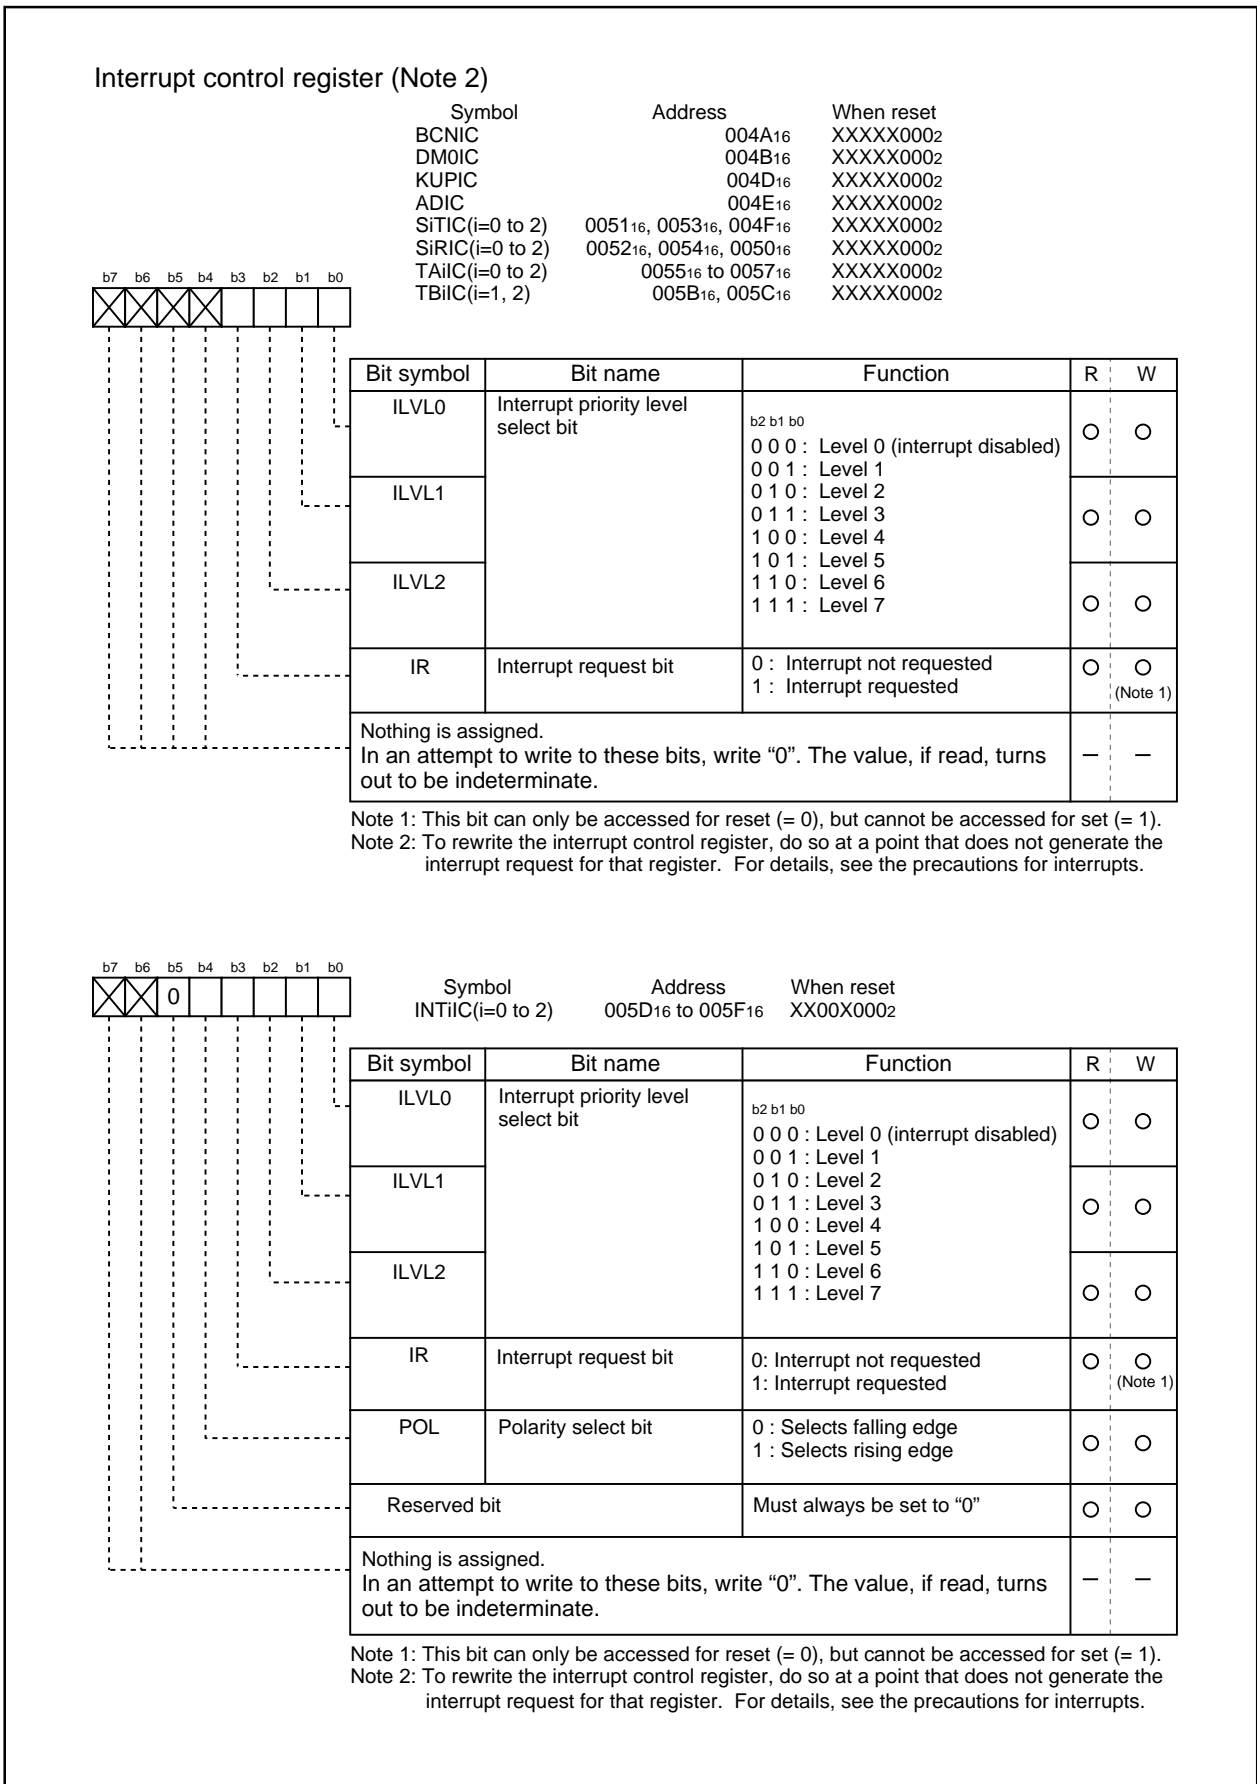 Interrupt control register (Note 2)
Symbol Address When reset
BCNIC 004A16 XXXXX0002
DM0IC 004B16 XXXXX0002
KUPIC 004D16 XXXXX0002
ADIC 004E16 XXXXX0002
SiTIC(i=0 to 2) 005116, 005316, 004F16 XXXXX0002
SiRIC(i=0 to 2) 005216, 005416, 005016 XXXXX0002
TAiIC(i=0 to 2) 005516 to 005716 XXXXX0002
TBiIC(i=1, 2) 005B16, 005C16 XXXXX0002
b7 b6 b5 b4 b3 b2 b1 b0
Bit symbol Bit name Function R W
ILVL0 Interrupt priority level
select bit
b2 b1 b0
0 0 0 : Level 0 (interrupt disabled)
0 0 1 : Level 1
ILVL1 0 1 0 : Level 2
0 1 1 : Level 3
1 0 0 : Level 4
1 0 1 : Level 5
ILVL2 1 1 0 : Level 6
1 1 1 : Level 7
IR Interrupt request bit 0 : Interrupt not requested
1 : Interrupt requested (Note 1)
Nothing is assigned.
In an attempt to write to these bits, write “0”. The value, if read, turns
out to be indeterminate.
Note 1: This bit can only be accessed for reset (= 0), but cannot be accessed for set (= 1).
Note 2: To rewrite the interrupt control register, do so at a point that does not generate the
interrupt request for that register. For details, see the precautions for interrupts.
b7 b6 b5 b4 b3 b2 b1 b0
0
Symbol Address When reset
INTiIC(i=0 to 2) 005D16 to 005F16 XX00X0002
Bit symbol Bit name Function R W
ILVL0 Interrupt priority level
select bit
b2 b1 b0
0 0 0 : Level 0 (interrupt disabled)
0 0 1 : Level 1
ILVL1 0 1 0 : Level 2
0 1 1 : Level 3
1 0 0 : Level 4
1 0 1 : Level 5
ILVL2 1 1 0 : Level 6
1 1 1 : Level 7
IR Interrupt request bit 0: Interrupt not requested
1: Interrupt requested (Note 1)
POL Polarity select bit 0 : Selects falling edge
1 : Selects rising edge
Reserved bit Must always be set to “0”
Nothing is assigned.
In an attempt to write to these bits, write “0”. The value, if read, turns
out to be indeterminate.
Note 1: This bit can only be accessed for reset (= 0), but cannot be accessed for set (= 1).
Note 2: To rewrite the interrupt control register, do so at a point that does not generate the
interrupt request for that register. For details, see the precautions for interrupts.